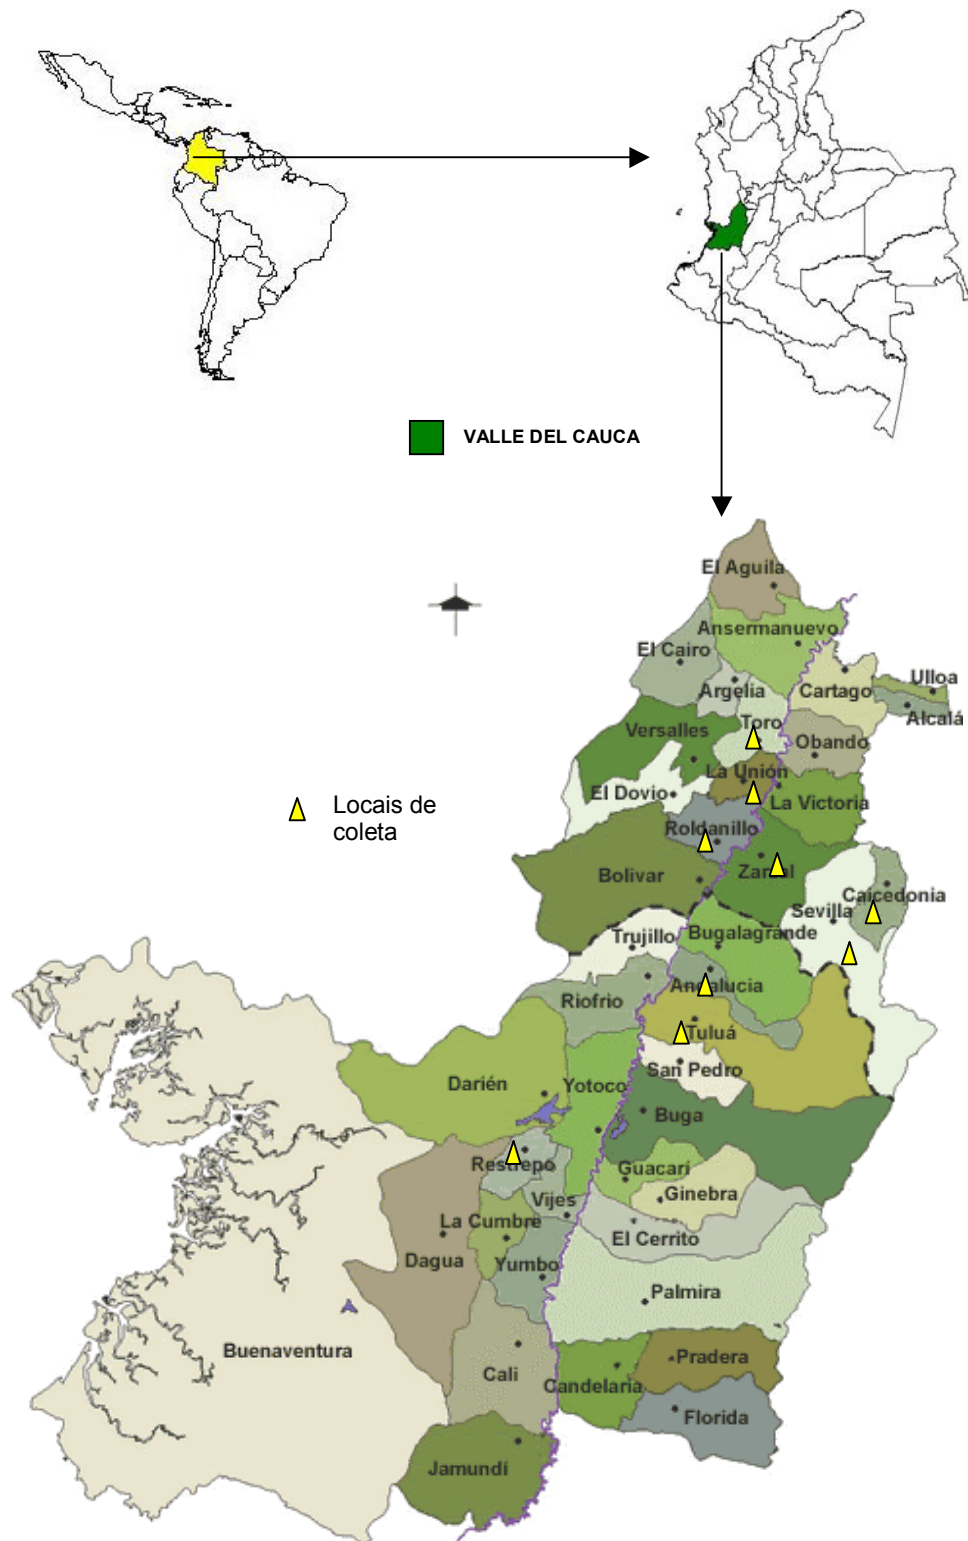 VALLE DEL CAUCA
El Aguila
Ansermanuevo
El Cairo
Argelia
Cartago
Ulloa
Alcalá
Toro
Versalles
Obando
La Unión
El Dovio
La Victoria
Locais de
coleta
Roldanillo
Zarzal
Bolivar
Caicedonia
Sevilla
Trujillo
Bugalagrande
Andalucia
Riofrio
Tuluá
San Pedro
Darién
Yotoco
Buga
Restrepo
Guacarí
Ginebra
Vijes
La Cumbre
El Cerrito
Dagua
Yumbo
Palmira
Buenaventura
Cali
Pradera
Candelaria
Florida
Jamundí